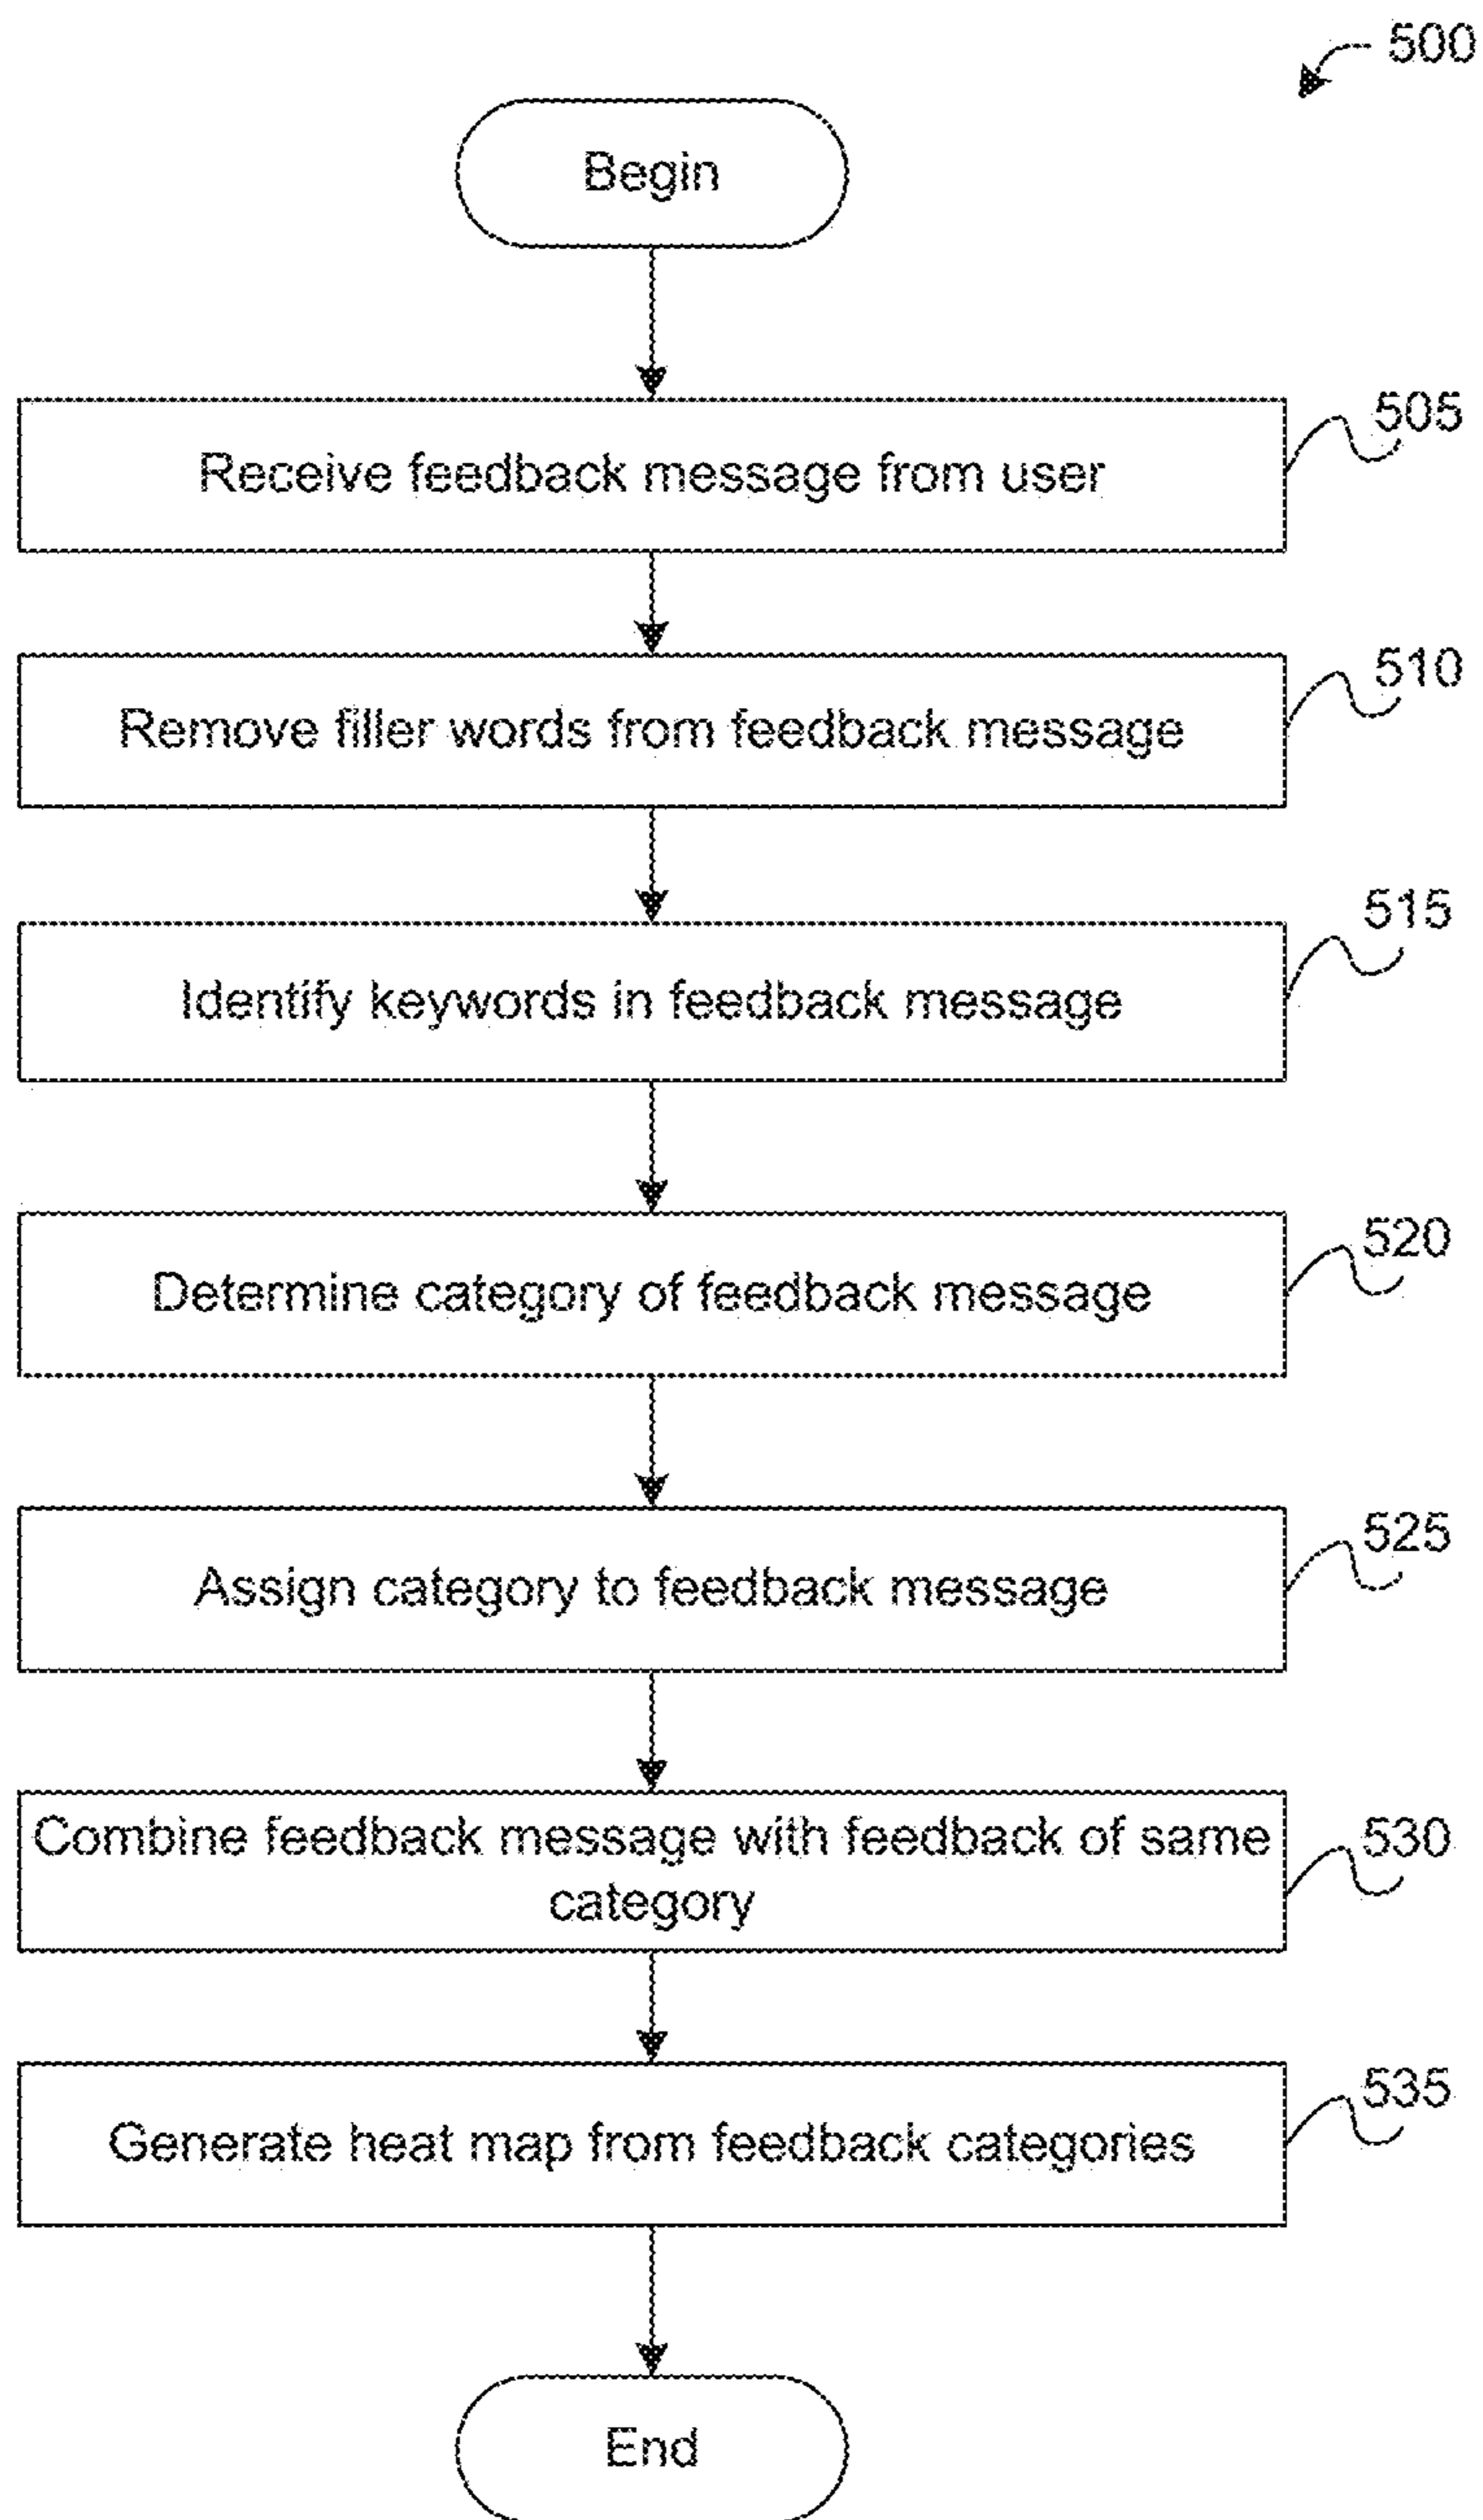 500
Begin
Receive feedback message from user
505
Remove filler words from feedback message
510
Identify keywords in feedback message
515
Determine category of feedback message
520
Assign category to feedback message
525
Combine feedback message with feedback of same
category
530
Generate heat map from feedback categories
535
End